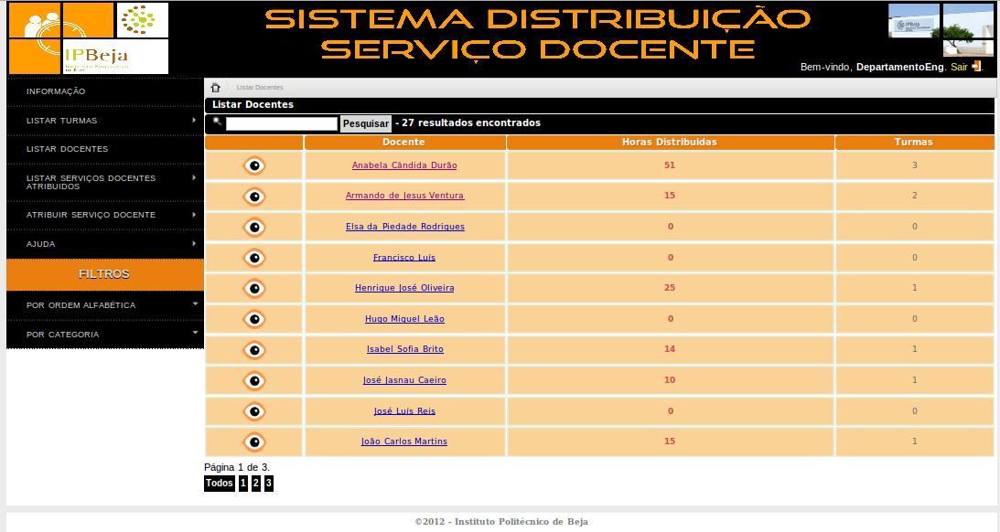 SISTEMA DISTRIBUIÇÃO
SERVIÇO DOCENTE
IPBeja
IPBeja
Bem-vindo, DepartamentoEng. Sair .
INFORMAÇÃO
LISTAR TURMAS
LISTAR DOCENTES
LISTAR SERVIÇOS DOCENTES
ATRIBUIDOS
ATRIBUIR SERVIÇO DOCENTE
AJUDA
FILTROS
POR ORDEM ALFABÉTICA
POR CATEGORIA
Listar Docentes
Listar Docentes
Pesquisar - 27 resultados encontrados
Docente Horas Distribuidas Turmas
Anabela Cândida Durão 51 3
Armando de Jesus Ventura 15 2
Elsa da Piedade Rodrigues 0 0
Francisco Luís 0 0
Henrique José Oliveira 25 1
Hugo Miguel Leão 0 0
Isabel Sofia Brito 14 1
José Jasnau Caeiro 10 1
José Luís Reis 0 0
João Carlos Martins 15 1
Página 1 de 3.
Todos 1 2 3
©2012 - Instituto Politécnico de Beja